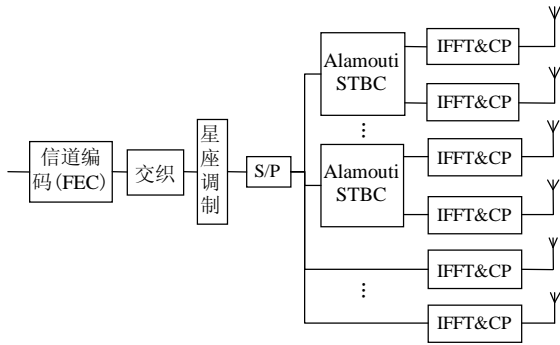 信道编
码(FEC)
交织
星
座
调
制
S/P
Alamouti
STBC
IFFT&CP
IFFT&CP
...
Alamouti
STBC
IFFT&CP
IFFT&CP
IFFT&CP
...
IFFT&CP